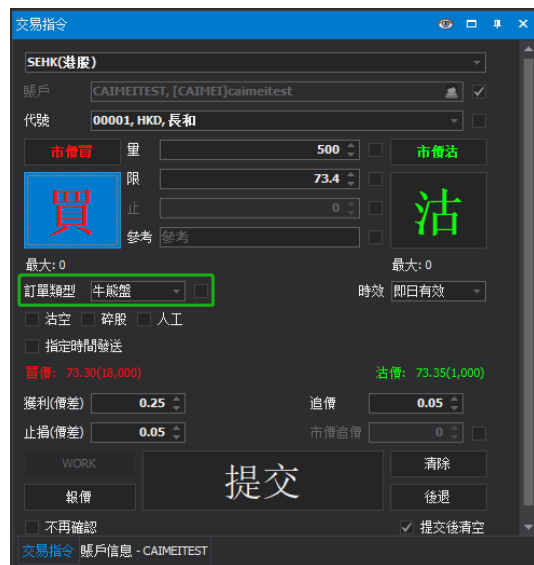 交易指令
SEHK(港股)
賬戶 CAIMEITEST, [CAIMEI]caimeitest
代號 00001, HKD, 長和
市價買 量 500 市價沽
買 限 73.4 沽
止 0
參考 參考
最大: 0 最大: 0
訂單類型 牛熊盤 時效 即日有效
沽空 碎股 人工
指定時間發送
買價: 73.30(18,000) 沽價: 73.35(1,000)
獲利(價差) 0.25 追價 0.05
止損(價差) 0.05 市價追價 0
WORK 提交 清除
報價 後退
不再確認 提交後清空
交易指令 賬戶信息 - CAIMEITEST